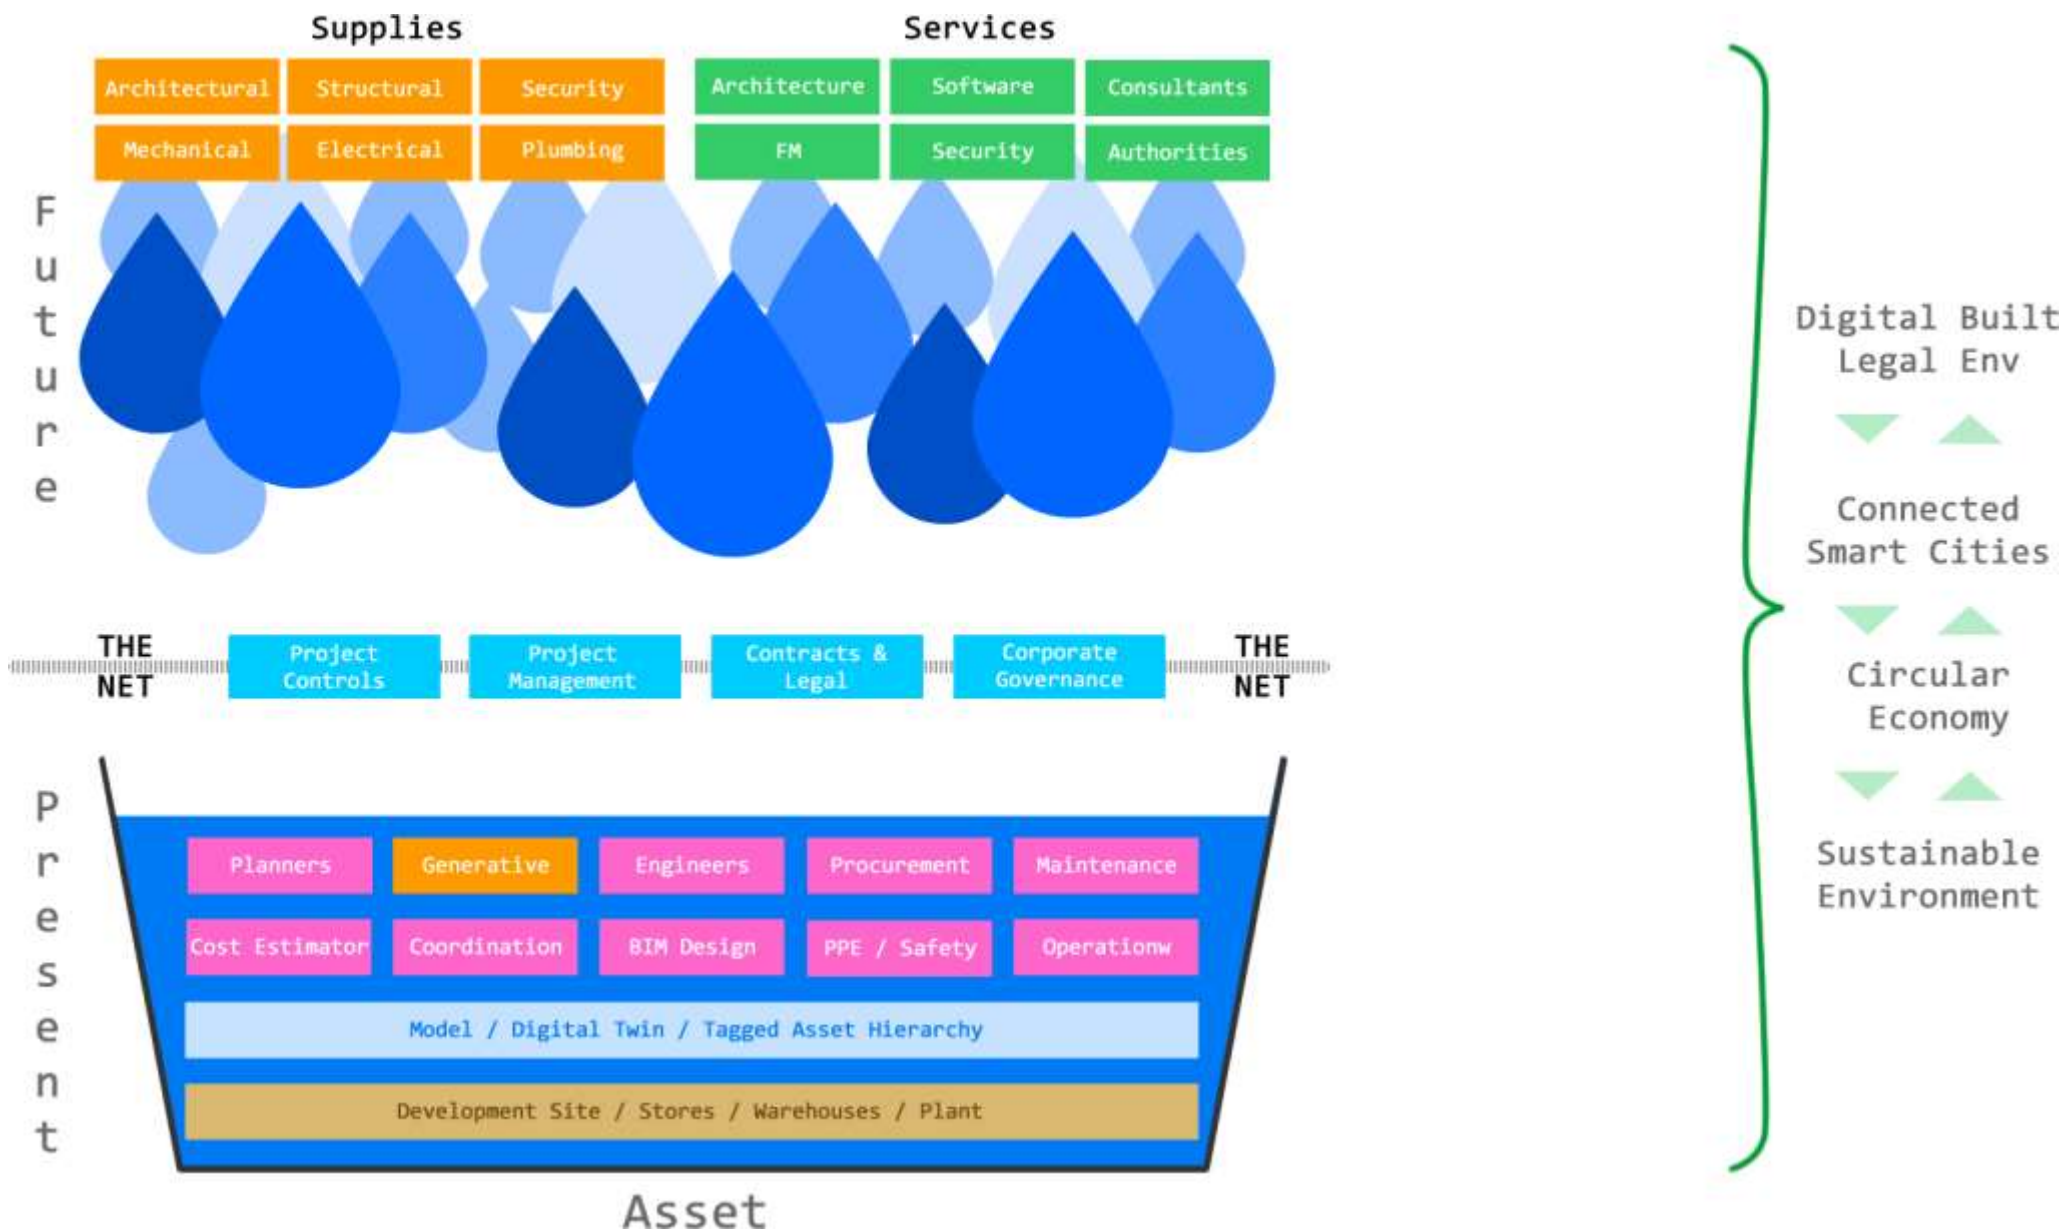 Supplies
Services
Architectural
Structural
Security
Architecture
Software
Consultants
Mechanical
Electrical
Plumbing
FM
Security
Authorities
Future
THE
NET
Project
Controls
Project
Management
Contracts &
Legal
Corporate
Governance
THE
NET
Present
Planners
Generative
Engineers
Procurement
Maintenance
Cost Estimator
Coordination
BIM Design
PPE / Safety
Operationw
Model / Digital Twin / Tagged Asset Hierarchy
Development Site / Stores / Warehouses / Plant
Asset
Digital Built
Legal Env
Connected
Smart Cities
Circular
Economy
Sustainable
Environment